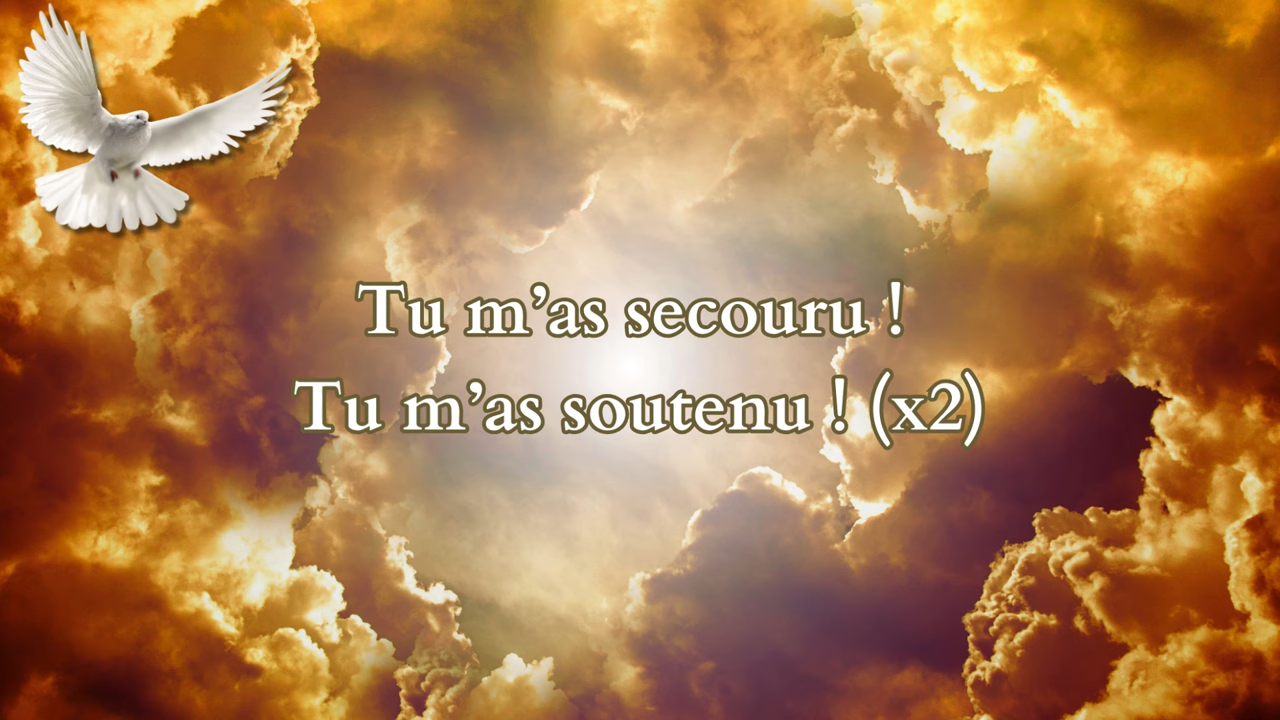 Tu m’as secouru !
Tu m’as soutenu ! (x2)